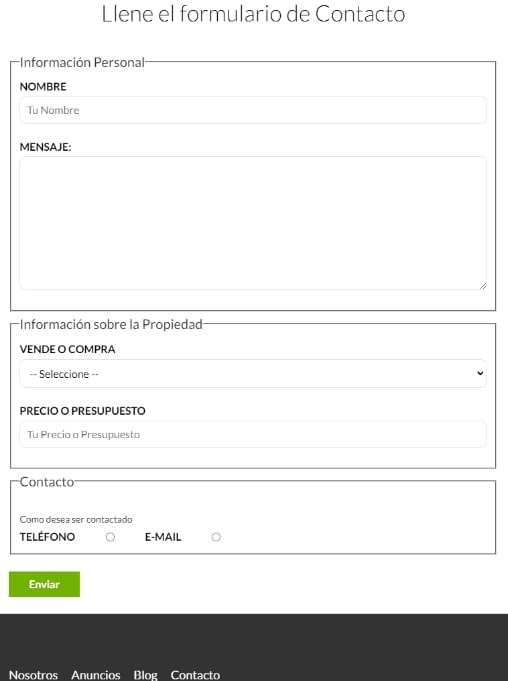 Llene el formulario de Contacto
Información Personal
NOMBRE
Tu Nombre
MENSAJE:
Información sobre la Propiedad
VENDE O COMPRA
-- Seleccione --
PRECIO O PRESUPUESTO
Tu Precio o Presupuesto
Contacto
Como desea ser contactado
TELÉFONO E-MAIL
Enviar
Nosotros Anuncios Blog Contacto